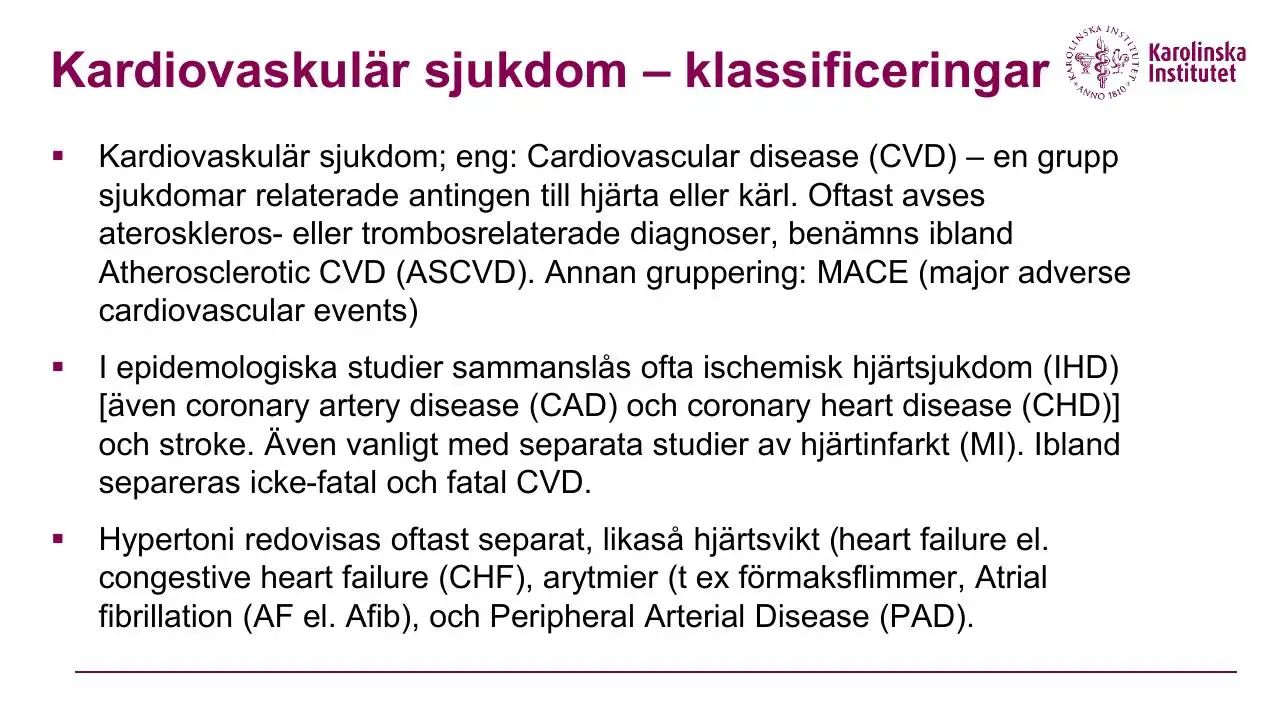 Kardiovaskulär sjukdom – klassificeringar
KAROLINSKA INSTITUTET
ANNO 1810
Karolinska
Institutet
▪ Kardiovaskulär sjukdom; eng: Cardiovascular disease (CVD) – en grupp
sjukdomar relaterade antingen till hjärta eller kärl. Oftast avses
ateroskleros- eller trombosrelaterade diagnoser, benämns ibland
Atherosclerotic CVD (ASCVD). Annan gruppering: MACE (major adverse
cardiovascular events)
▪ I epidemologiska studier sammanslås ofta ischemisk hjärtsjukdom (IHD)
[även coronary artery disease (CAD) och coronary heart disease (CHD)]
och stroke. Även vanligt med separata studier av hjärtinfarkt (MI). Ibland
separeras icke-fatal och fatal CVD.
▪ Hypertoni redovisas oftast separat, likaså hjärtsvikt (heart failure el.
congestive heart failure (CHF), arytmier (t ex förmaksflimmer, Atrial
fibrillation (AF el. Afib), och Peripheral Arterial Disease (PAD).